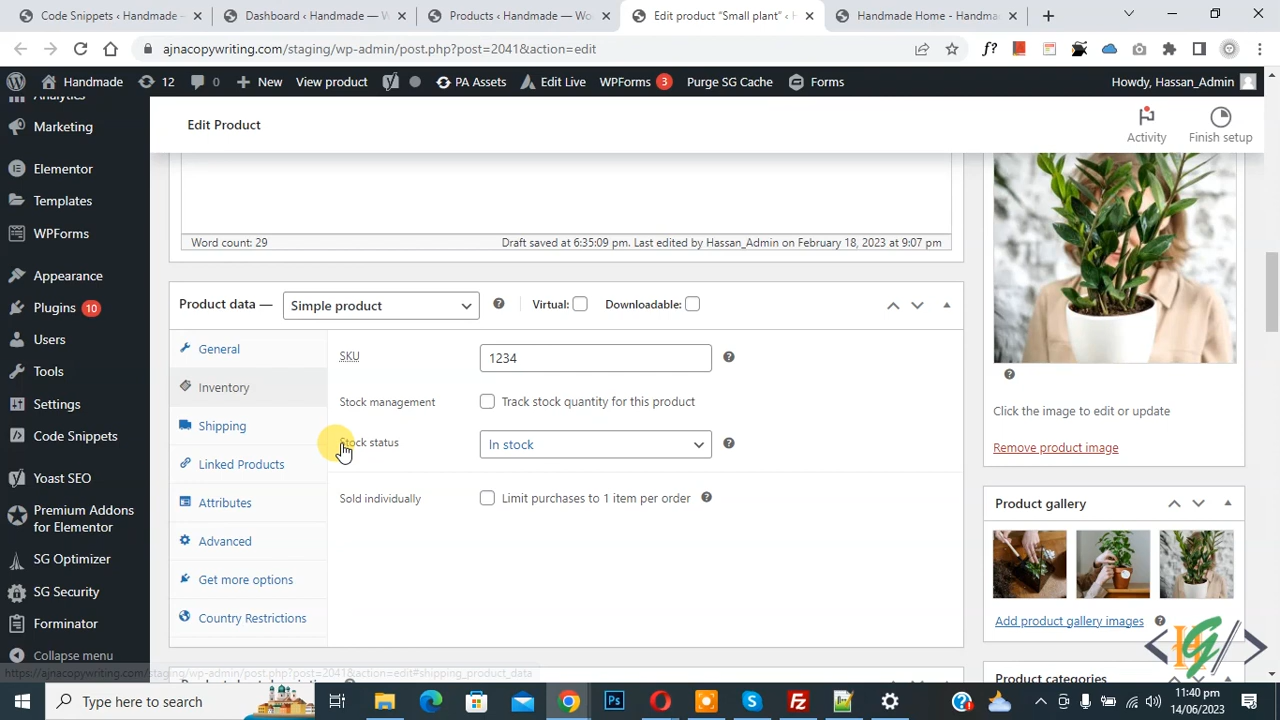 Code Snippets ‹ Handmade —
Dashboard ‹ Handmade — W
Products ‹ Handmade — Wo
Edit product “Small plant” ‹ H
Handmade Home - Handma
ajnacopywriting.com/staging/wp-admin/post.php?post=2041&action=edit
f?
Handmade
12
0
New
View product
PA Assets
Edit Live
WPForms 3
Purge SG Cache
Forms
Howdy, Hassan_Admin
Analytics
Marketing
Elementor
Templates
WPForms
Appearance
Plugins 10
Users
Tools
Settings
Code Snippets
Yoast SEO
Premium Addons
for Elementor
SG Optimizer
SG Security
Forminator
Collapse menu
Edit Product
Activity
Finish setup
Word count: 29
Draft saved at 6:35:09 pm. Last edited by Hassan_Admin on February 18, 2023 at 9:07 pm
Product data —
Simple product
Virtual:
Downloadable:
General
Inventory
Shipping
Linked Products
Attributes
Advanced
Get more options
Country Restrictions
SKU
1234
Stock management
Track stock quantity for this product
Stock status
In stock
Sold individually
Limit purchases to 1 item per order
Click the image to edit or update
Remove product image
Product gallery
Add product gallery images
Product categories
https://ajnacopywriting.com/staging/wp-admin/post.php?post=2041&action=edit#shipping_product_data
Type here to search
11:40 pm
14/06/2023